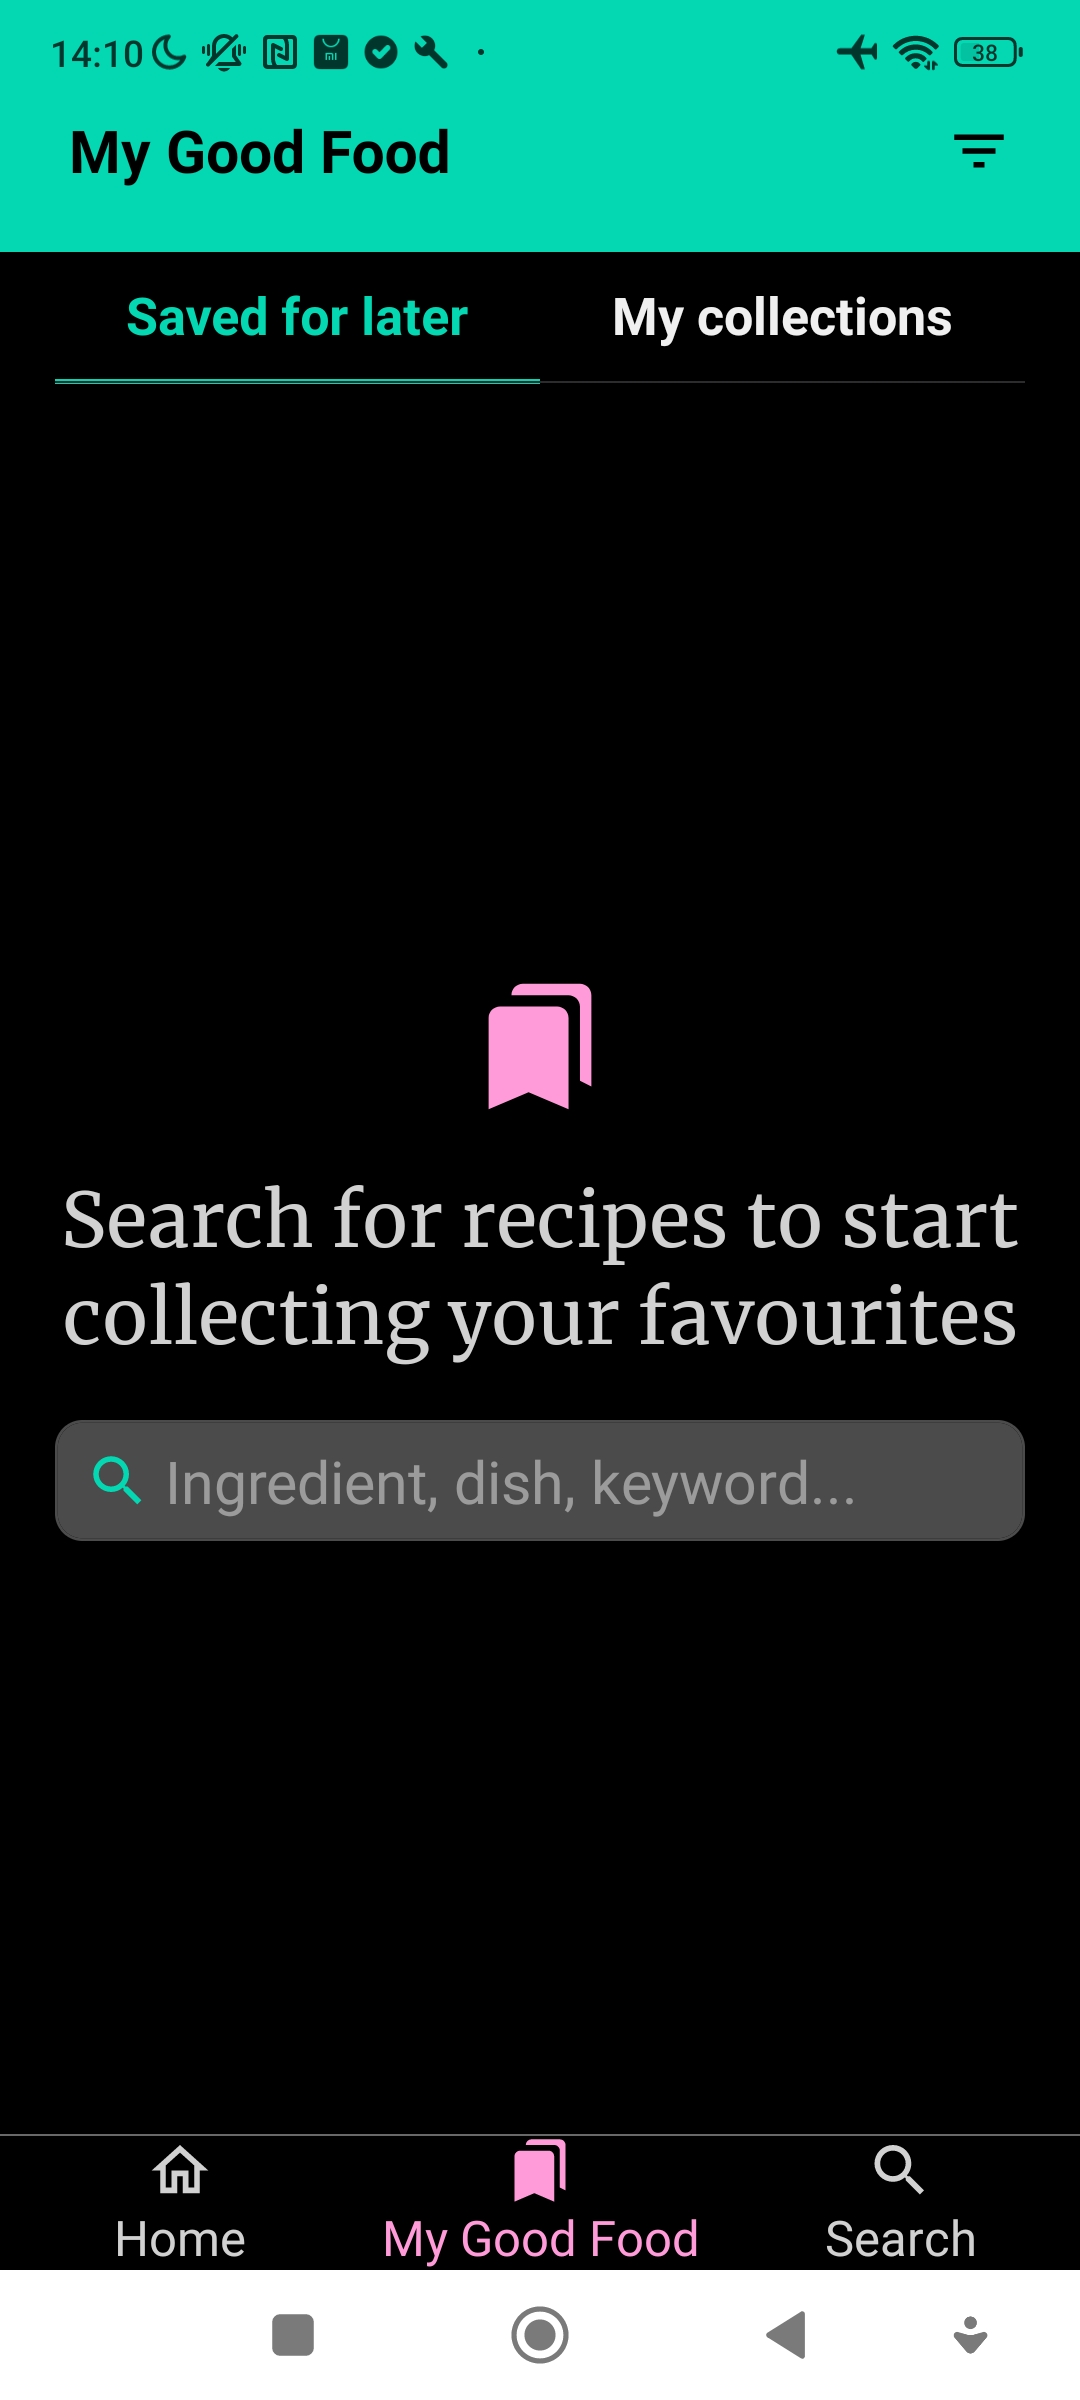 14:10
38
My Good Food
Saved for later
My collections
Search for recipes to start
collecting your favourites
Ingredient, dish, keyword...
Home
My Good Food
Search